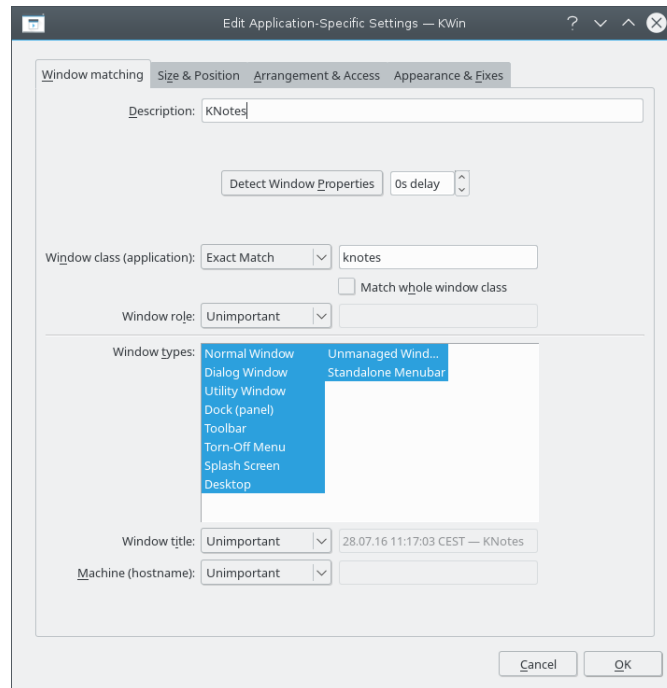 Edit Application-Specific Settings — KWin
Window matching Size & Position Arrangement & Access Appearance & Fixes
Description: KNotes
Detect Window Properties 0s delay
Window class (application): Exact Match knotes
Match whole window class
Window role: Unimportant
Window types: Normal Window Unmanaged Wind...
Dialog Window Standalone Menubar
Utility Window
Dock (panel)
Toolbar
Torn-Off Menu
Splash Screen
Desktop
Window title: Unimportant 28.07.16 11:17:03 CEST — KNotes
Machine (hostname): Unimportant
Cancel OK